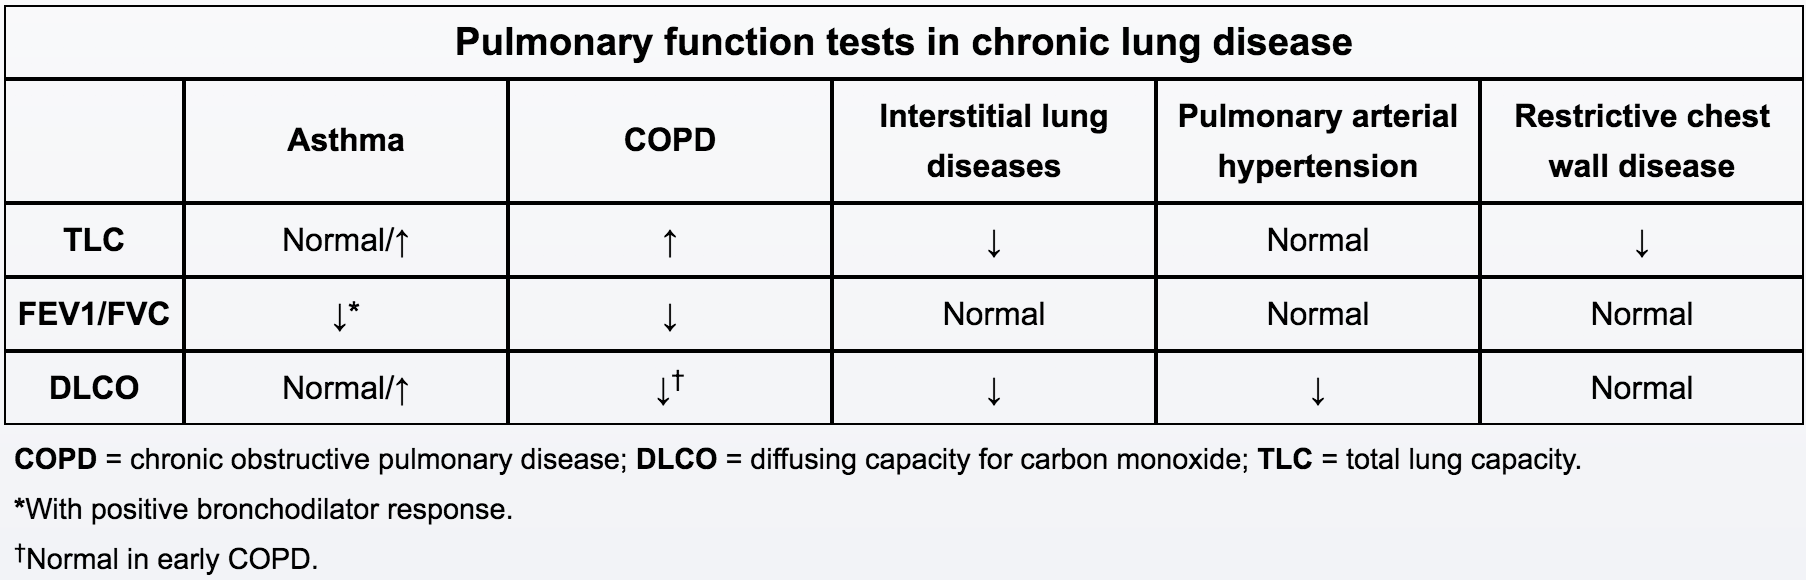 Pulmonary function tests in chronic lung disease
Asthma COPD Interstitial lung diseases Pulmonary arterial hypertension Restrictive chest wall disease
TLC Normal/↑ ↑ ↓ Normal ↓
FEV1/FVC ↓* ↓ Normal Normal Normal
DLCO Normal/↑ ↓† ↓ ↓ Normal
COPD = chronic obstructive pulmonary disease; DLCO = diffusing capacity for carbon monoxide; TLC = total lung capacity.
*With positive bronchodilator response.
†Normal in early COPD.